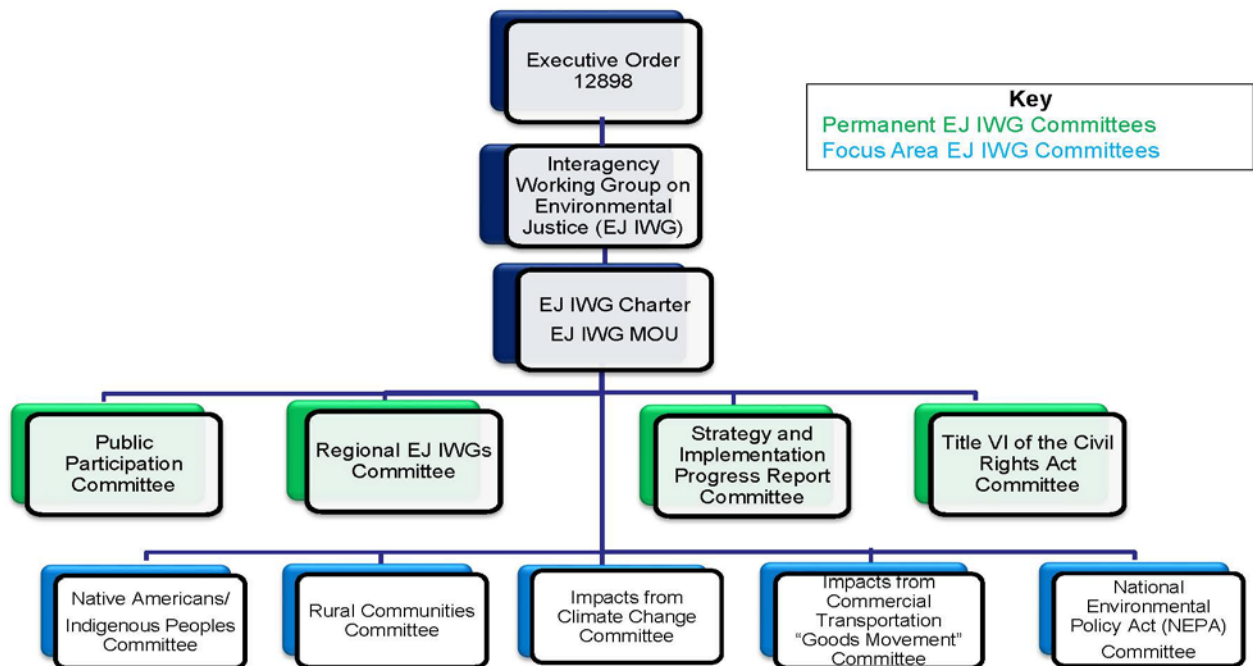 Executive Order
12898
Key
Permanent EJ IWG Committees
Focus Area EJ IWG Committees
Interagency
Working Group on
Environmental
Justice (EJ IWG)
EJ IWG Charter
EJ IWG MOU
Public
Participation
Committee
Regional EJ IWGs
Committee
Strategy and
Implementation
Progress Report
Committee
Title VI of the Civil
Rights Act
Committee
Native Americans/
Indigenous Peoples
Committee
Rural Communities
Committee
Impacts from
Climate Change
Committee
Impacts from
Commercial
Transportation
“Goods Movement”
Committee
National
Environmental
Policy Act (NEPA)
Committee